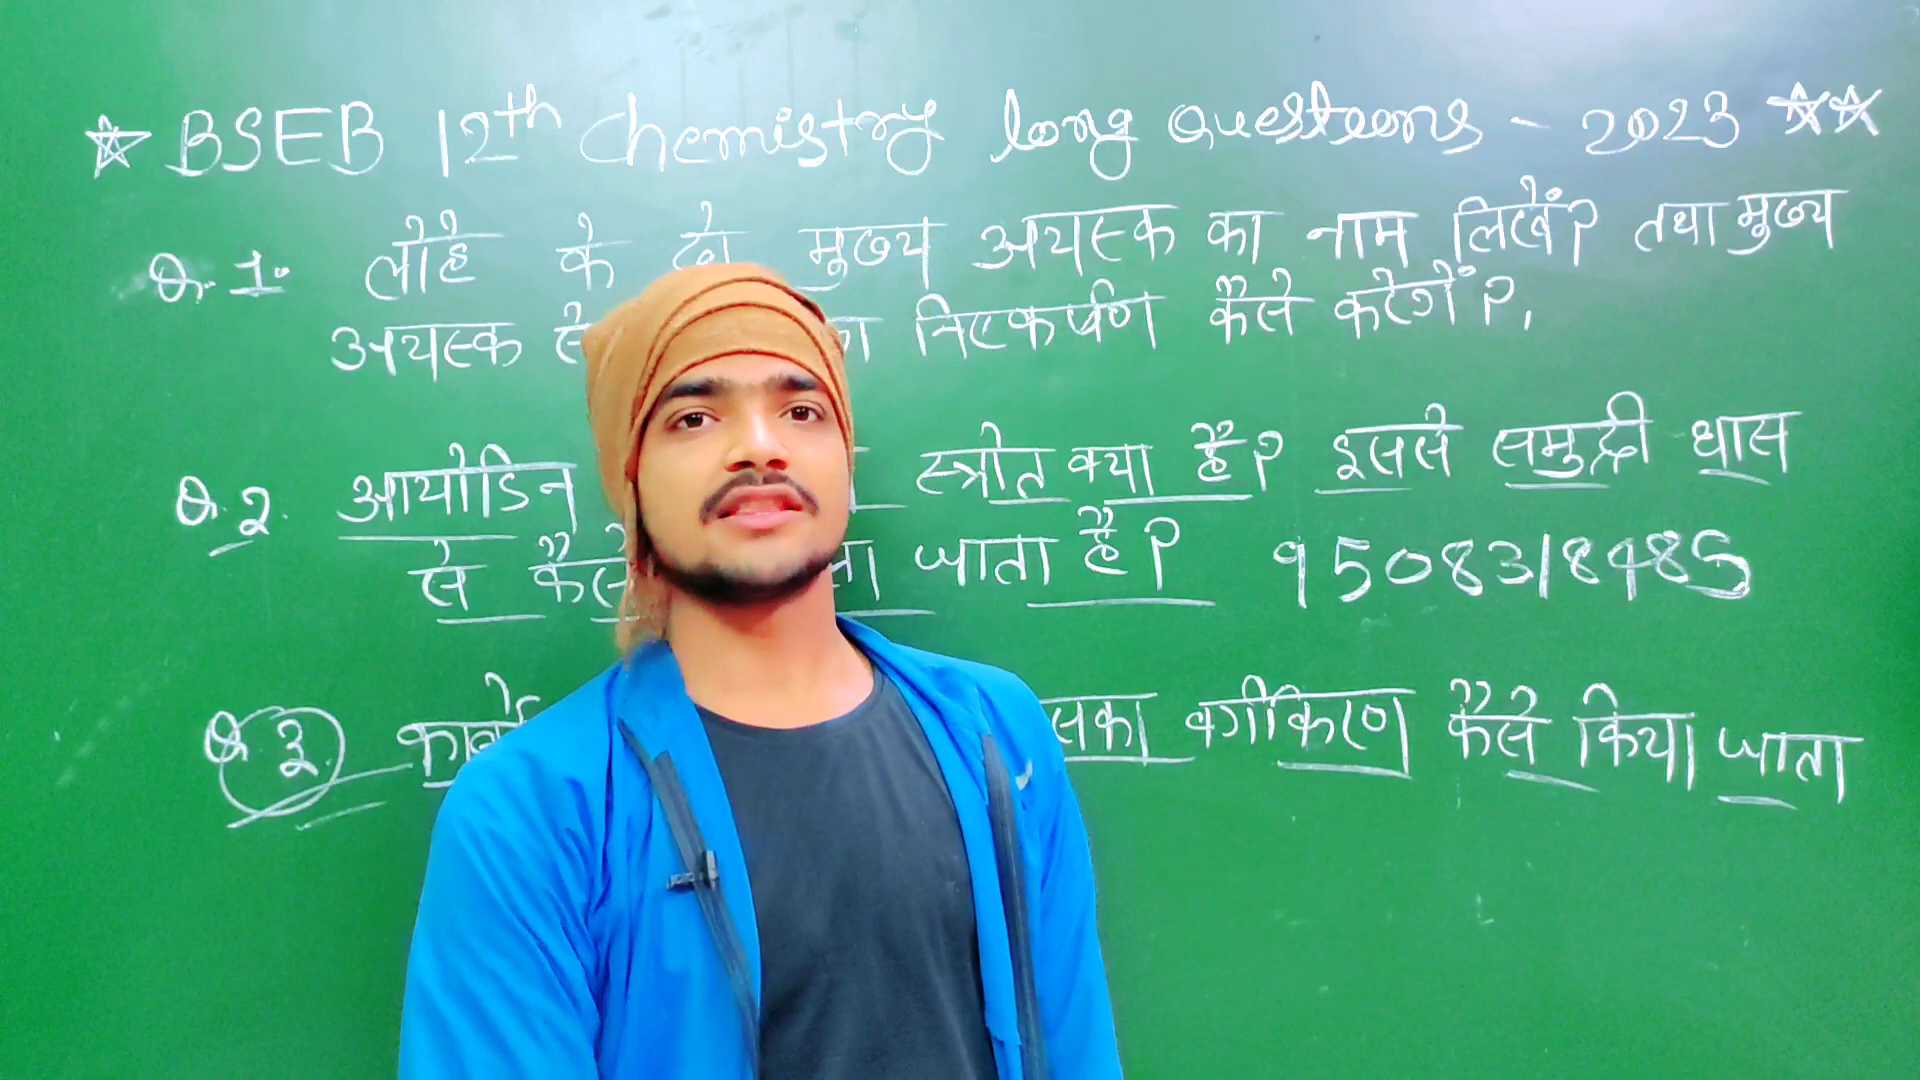 BSEB 12th Chemistry long Questions - 2023
Q.1. लोहे के दो मुख्य अयस्क का नाम लिखें? तथा मुख्य
अयस्क से का निष्कर्षण कैसे करेगें?
Q.2. आयोडिन स्त्रोत क्या है? इससे समुद्री घास
से कैसे जाता है? 9508318485
Q 3. वर्गीकरण कैसे किया जाता